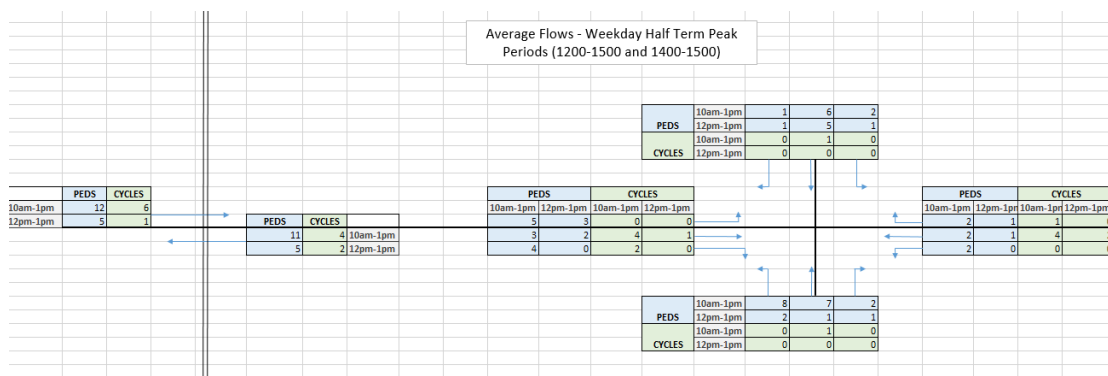 Average Flows - Weekday Half Term Peak
Periods (1200-1500 and 1400-1500)
10am-1pm 1 6 2
PEDS 12pm-1pm 1 5 1
10am-1pm 0 1 0
CYCLES 12pm-1pm 0 0 0
PEDS CYCLES
10am-1pm 12 6
12pm-1pm 5 1
PEDS CYCLES
11 4 10am-1pm
5 2 12pm-1pm
PEDS CYCLES
10am-1pm 12pm-1pm 10am-1pm 12pm-1pm
5 3 0 0
3 2 4 1
4 0 2 0
PEDS CYCLES
10am-1pm 12pm-1pm 10am-1pm 12pm-1pm
2 1 1
2 1 4
2 0 0
10am-1pm 8 7 2
PEDS 12pm-1pm 2 1 1
10am-1pm 0 1 0
CYCLES 12pm-1pm 0 0 0